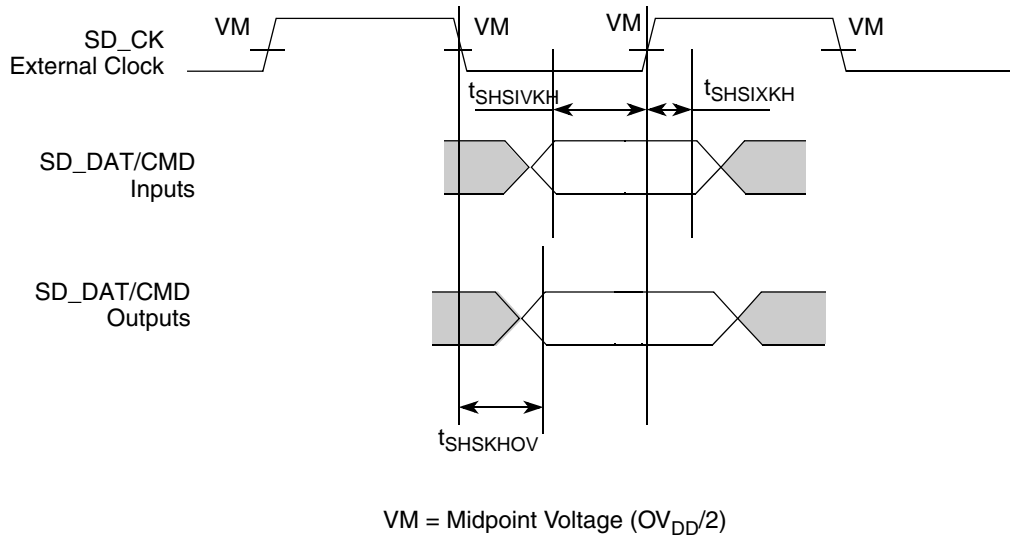 VM VM VM VM
SD_CK
External Clock
tSHSIVKH tSHSIXKH
SD_DAT/CMD
Inputs
SD_DAT/CMD
Outputs
tSHSKHOV
VM = Midpoint Voltage (OVDD/2)